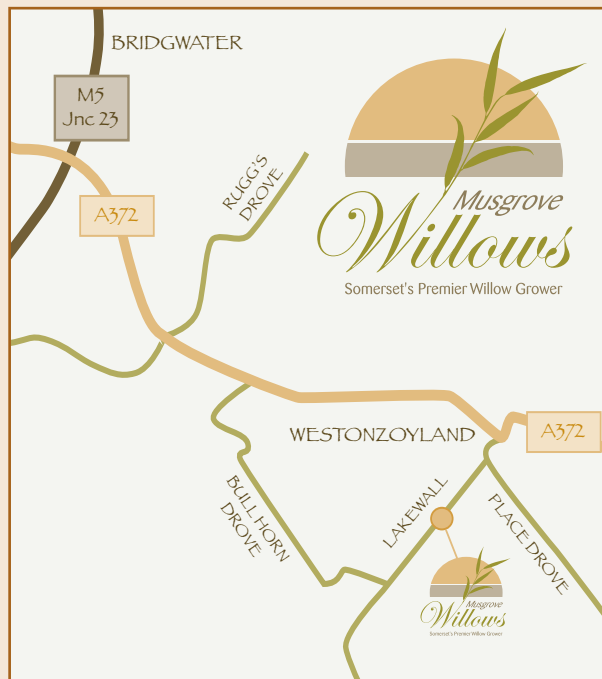 BRIDGWATER
M5
Jnc 23
A372
RUGG'S
DROVE
Musgrove
Willows
Somerset's Premier Willow Grower
WESTONZOYLAND
A372
BULL HORN
DROVE
LAKEWALL
PLACE DROVE
Musgrove
Willows
Somerset's Premier Willow Grower